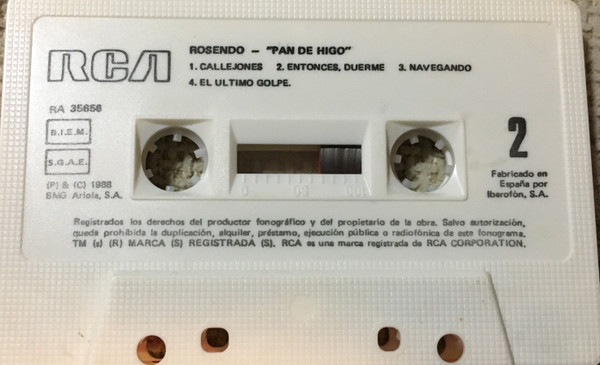 RCA
ROSENDO – "PAN DE HIGO"
1. CALLEJONES 2. ENTONCES, DUERME 3. NAVEGANDO
4. EL ULTIMO GOLPE.
RA 35656
B.I.E.M.
S.G.A.E.
(P) & (C) 1988
BMG Ariola, S.A.
0 50 100
2
Fabricado en
España por
Iberofón, S.A.
Registrados los derechos del productor fonográfico y del propietario de la obra. Salvo autorización,
queda prohibida la duplicación, alquiler, préstamo, ejecución pública o radiofónica de este fonograma.
TM (s) (R) MARCA (S) REGISTRADA (S). RCA es una marca registrada de RCA CORPORATION.